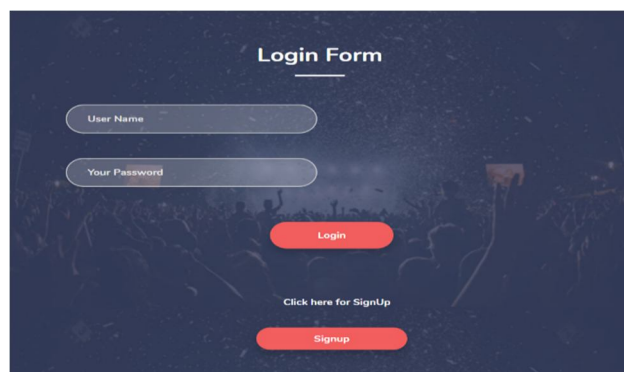 Login Form
User Name
Your Password
Login
Click here for SignUp
Signup